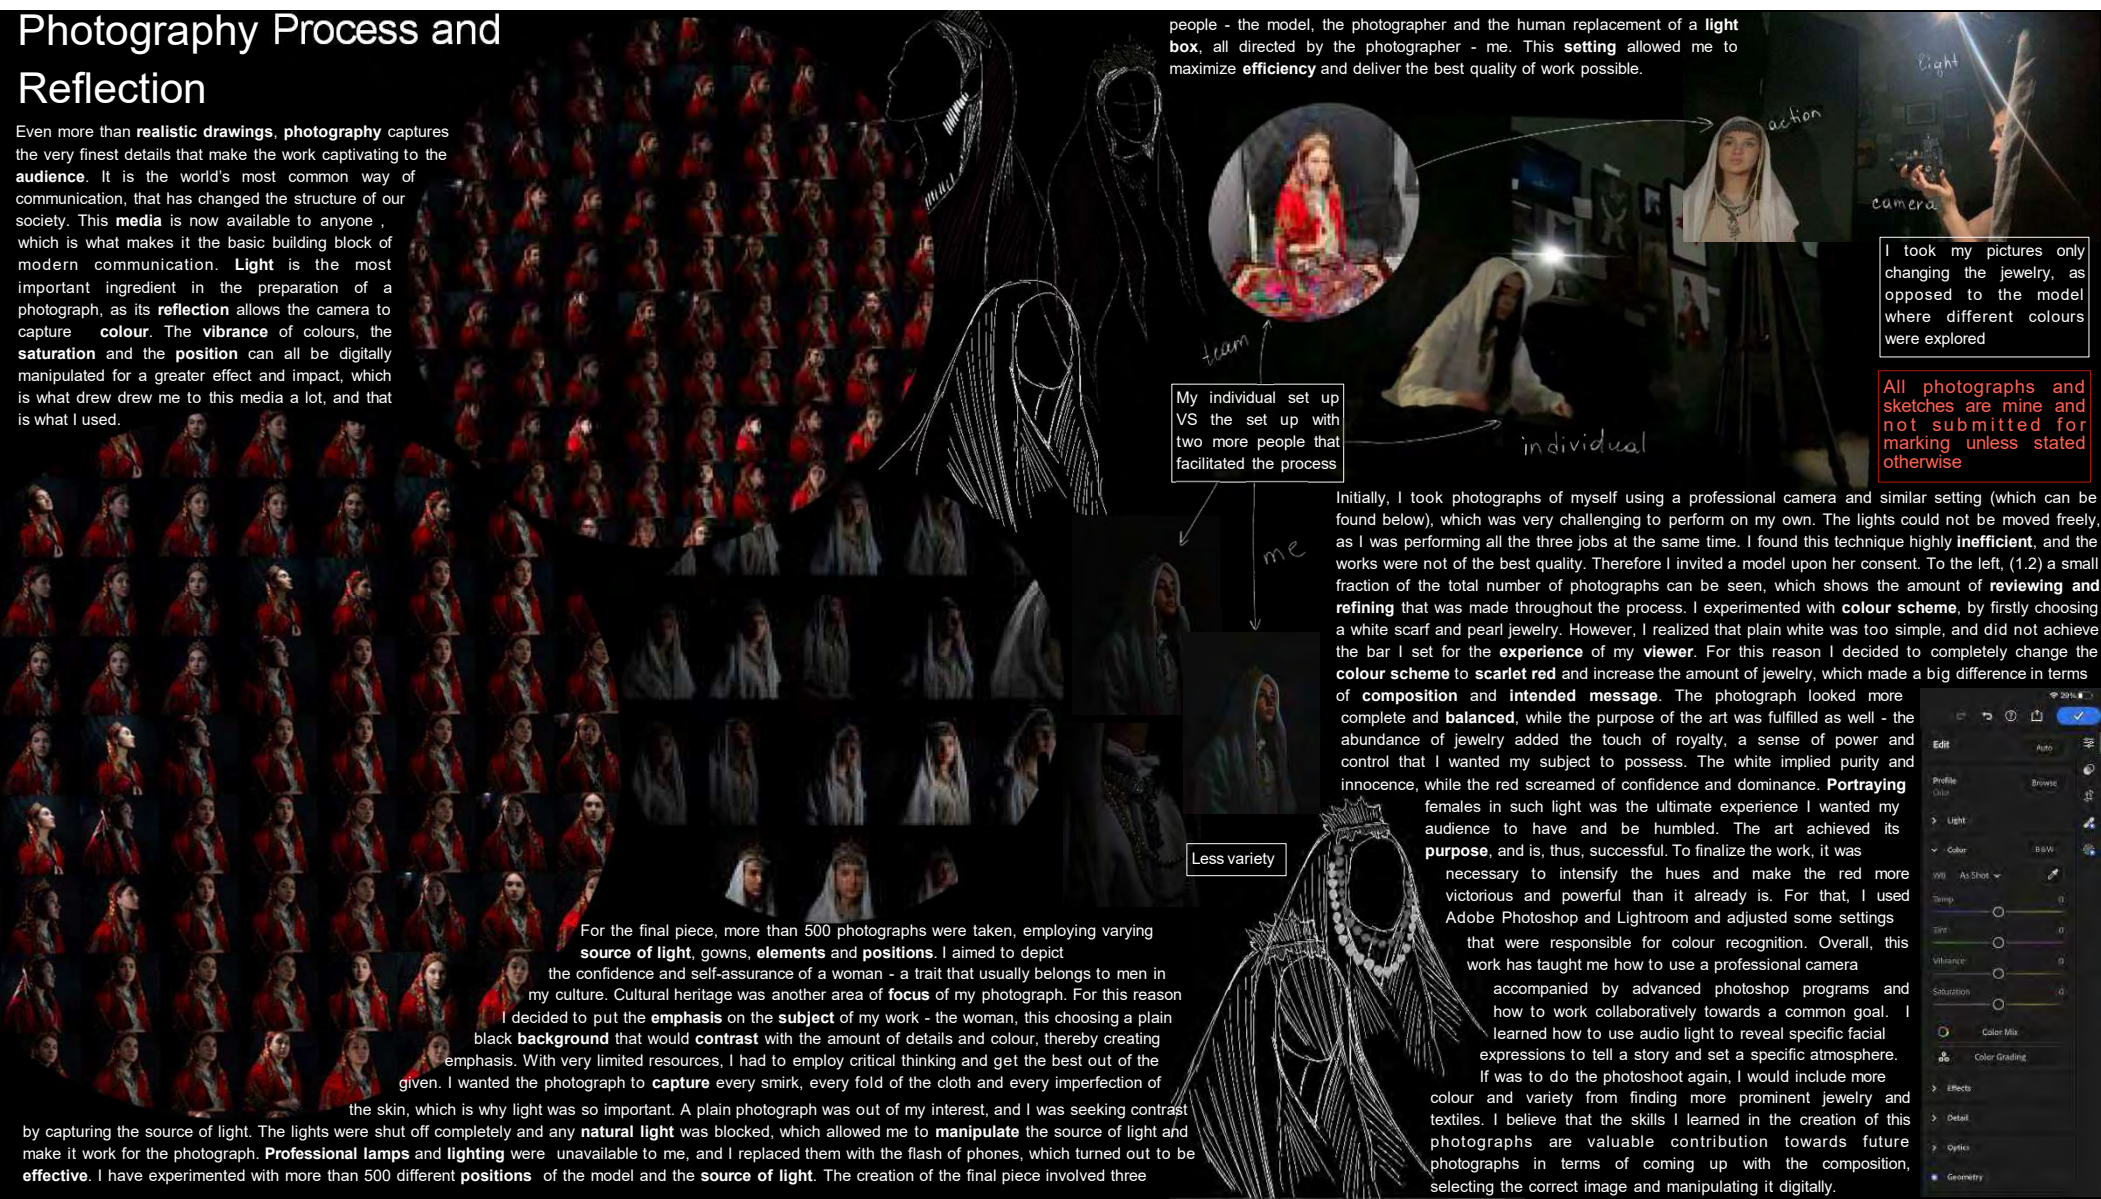 Photography Process and
Reflection
Even more than realistic drawings, photography captures
the very finest details that make the work captivating to the
audience. It is the world's most common way of
communication, that has changed the structure of our
society. This media is now available to anyone ,
which is what makes it the basic building block of
modern communication. Light is the most
important ingredient in the preparation of a
photograph, as its reflection allows the camera to
capture colour. The vibrance of colours, the
saturation and the position can all be digitally
manipulated for a greater effect and impact, which
is what drew drew me to this media a lot, and that
is what I used.
For the final piece, more than 500 photographs were taken, employing varying
source of light, gowns, elements and positions. I aimed to depict
the confidence and self-assurance of a woman - a trait that usually belongs to men in
my culture. Cultural heritage was another area of focus of my photograph. For this reason
I decided to put the emphasis on the subject of my work - the woman, this choosing a plain
black background that would contrast with the amount of details and colour, thereby creating
emphasis. With very limited resources, I had to employ critical thinking and get the best out of the
given. I wanted the photograph to capture every smirk, every fold of the cloth and every imperfection of
the skin, which is why light was so important. A plain photograph was out of my interest, and I was seeking contrast
by capturing the source of light. The lights were shut off completely and any natural light was blocked, which allowed me to manipulate the source of light and
make it work for the photograph. Professional lamps and lighting were unavailable to me, and I replaced them with the flash of phones, which turned out to be
effective. I have experimented with more than 500 different positions of the model and the source of light. The creation of the final piece involved three
people - the model, the photographer and the human replacement of a light
box, all directed by the photographer - me. This setting allowed me to
maximize efficiency and deliver the best quality of work possible.
light
action
camera
team
individual
me
My individual set up
VS the set up with
two more people that
facilitated the process
I took my pictures only
changing the jewelry, as
opposed to the model
where different colours
were explored
All photographs and
sketches are mine and
not submitted for
marking unless stated
otherwise
Less variety
Initially, I took photographs of myself using a professional camera and similar setting (which can be
found below), which was very challenging to perform on my own. The lights could not be moved freely,
as I was performing all the three jobs at the same time. I found this technique highly inefficient, and the
works were not of the best quality. Therefore I invited a model upon her consent. To the left, (1.2) a small
fraction of the total number of photographs can be seen, which shows the amount of reviewing and
refining that was made throughout the process. I experimented with colour scheme, by firstly choosing
a white scarf and pearl jewelry. However, I realized that plain white was too simple, and did not achieve
the bar I set for the experience of my viewer. For this reason I decided to completely change the
colour scheme to scarlet red and increase the amount of jewelry, which made a big difference in terms
of composition and intended message. The photograph looked more
complete and balanced, while the purpose of the art was fulfilled as well - the
abundance of jewelry added the touch of royalty, a sense of power and
control that I wanted my subject to possess. The white implied purity and
innocence, while the red screamed of confidence and dominance. Portraying
females in such light was the ultimate experience I wanted my
audience to have and be humbled. The art achieved its
purpose, and is, thus, successful. To finalize the work, it was
necessary to intensify the hues and make the red more
victorious and powerful than it already is. For that, I used
Adobe Photoshop and Lightroom and adjusted some settings
that were responsible for colour recognition. Overall, this
work has taught me how to use a professional camera
accompanied by advanced photoshop programs and
how to work collaboratively towards a common goal. I
learned how to use audio light to reveal specific facial
expressions to tell a story and set a specific atmosphere.
If was to do the photoshoot again, I would include more
colour and variety from finding more prominent jewelry and
textiles. I believe that the skills I learned in the creation of this
photographs are valuable contribution towards future
photographs in terms of coming up with the composition,
selecting the correct image and manipulating it digitally.
29%
Edit Auto
Profile Browse
Color
Light
Color B&W
WB As Shot
Temp 0
Tint 0
Vibrance 0
Saturation 0
Color Mix
Color Grading
Effects
Detail
Optics
Geometry